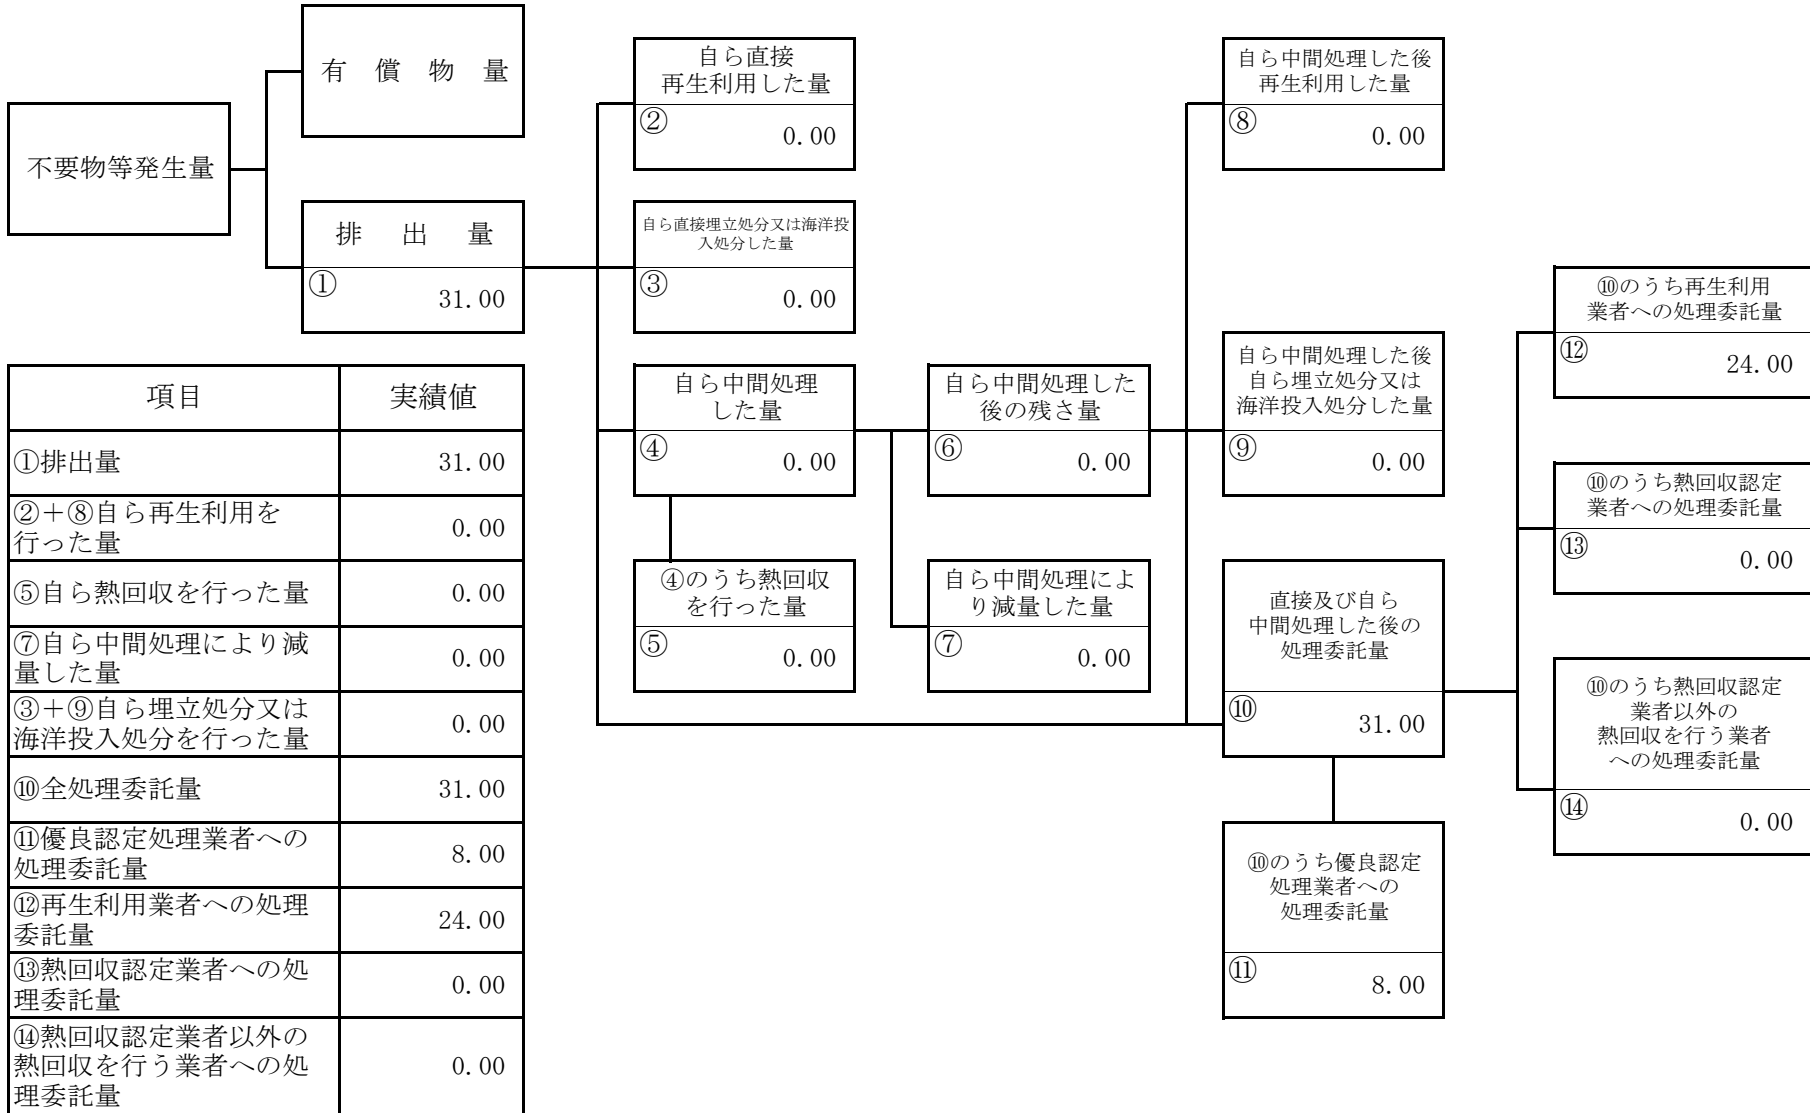 不要物等発生量
有 償 物 量
排 出 量
①
31.00
自ら直接
再生利用した量
②
0.00
自ら直接埋立処分又は海洋投
入処分した量
③
0.00
自ら中間処理
した量
④
0.00
④のうち熱回収
を行った量
⑤
0.00
自ら中間処理した
後の残さ量
⑥
0.00
自ら中間処理によ
り減量した量
⑦
0.00
自ら中間処理した後
再生利用した量
⑧
0.00
自ら中間処理した後
自ら埋立処分又は
海洋投入処分した量
⑨
0.00
直接及び自ら
中間処理した後の
処理委託量
⑩
31.00
⑩のうち優良認定
処理業者への
処理委託量
⑪
8.00
⑩のうち再生利用
業者への処理委託量
⑫
24.00
⑩のうち熱回収認定
業者への処理委託量
⑬
0.00
⑩のうち熱回収認定
業者以外の
熱回収を行う業者
への処理委託量
⑭
0.00
項目 実績値
①排出量 31.00
②＋⑧自ら再生利用を
行った量 0.00
⑤自ら熱回収を行った量 0.00
⑦自ら中間処理により減
量した量 0.00
③＋⑨自ら埋立処分又は
海洋投入処分を行った量 0.00
⑩全処理委託量 31.00
⑪優良認定処理業者への
処理委託量 8.00
⑫再生利用業者への処理
委託量 24.00
⑬熱回収認定業者への処
理委託量 0.00
⑭熱回収認定業者以外の
熱回収を行う業者への処
理委託量 0.00